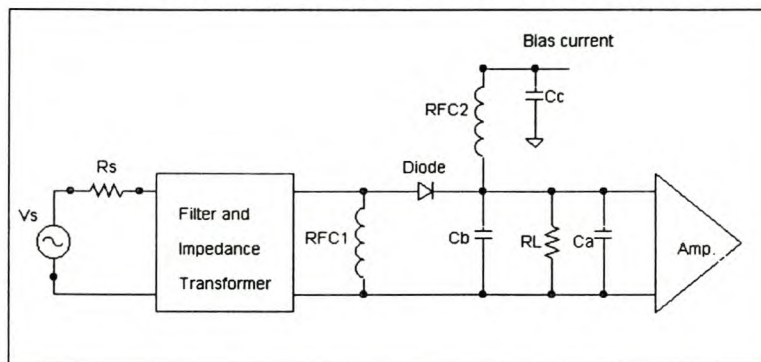 Bias current
RFC2
Cc
Rs
Diode
Vs
Filter and
Impedance
Transformer
RFC1
Cb
RL
Ca
Amp.